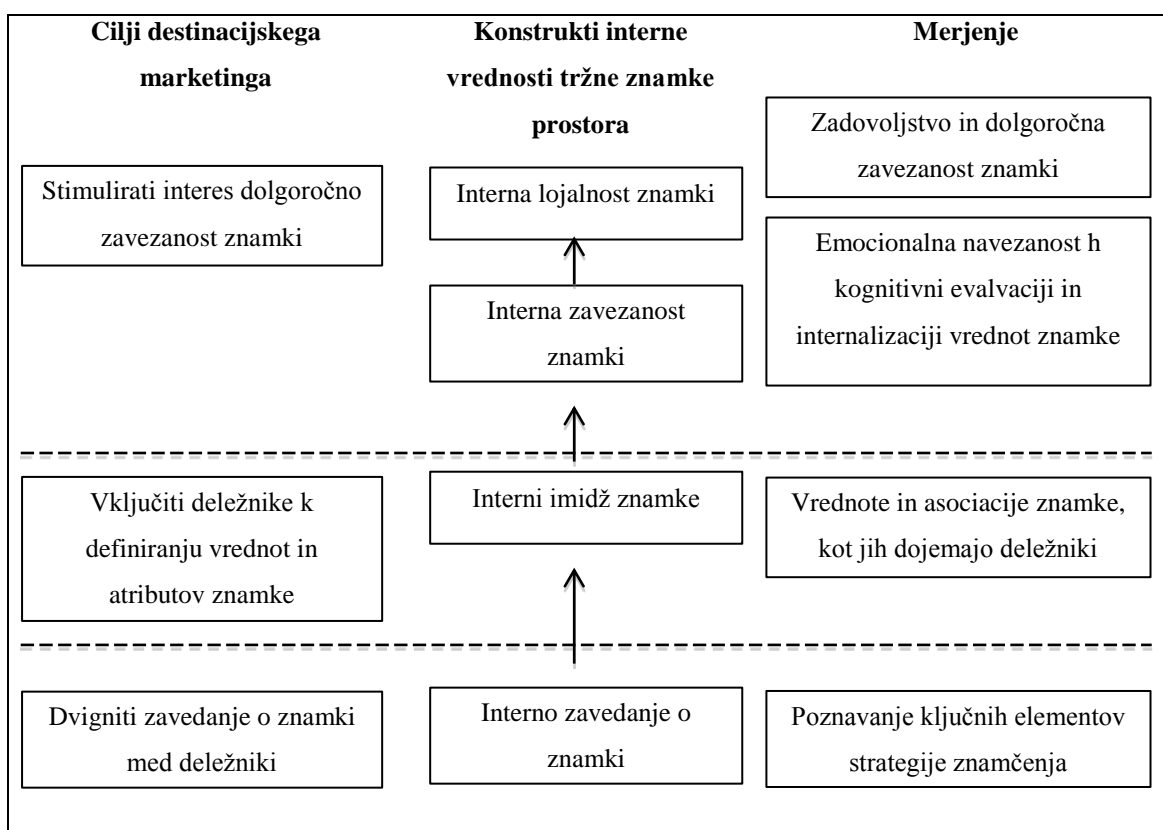 Cilji destinacijskega
marketinga
Konstrukti interne
vrednosti tržne znamke
prostora
Merjenje
Stimulirati interes dolgoročno
zavezanost znamki
Interna lojalnost znamki
Zadovoljstvo in dolgoročna
zavezanost znamki
Interna zavezanost
znamki
Emocionalna navezanost h
kognitivni evalvaciji in
internalizaciji vrednot znamke
Vključiti deležnike k
definiranju vrednot in
atributov znamke
Interni imidž znamke
Vrednote in asociacije znamke,
kot jih dojemajo deležniki
Dvigniti zavedanje o znamki
med deležniki
Interno zavedanje o
znamki
Poznavanje ključnih elementov
strategije znamčenja